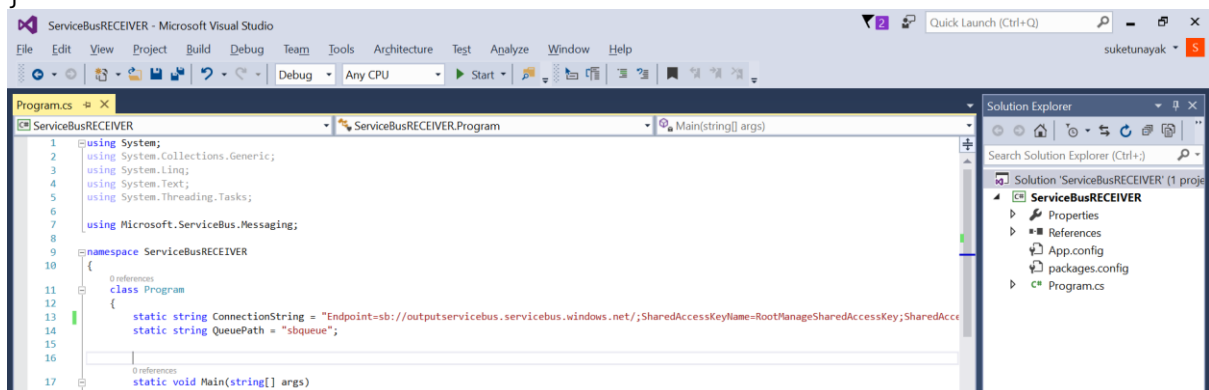 }
ServiceBusRECEIVER - Microsoft Visual Studio
2
Quick Launch (Ctrl+Q)
File Edit View Project Build Debug Team Tools Architecture Test Analyze Window Help
suketunayak
S
Debug Any CPU Start
Program.cs
ServiceBusRECEIVER ServiceBusRECEIVER.Program Main(string[] args)
1 using System;
2 using System.Collections.Generic;
3 using System.Linq;
4 using System.Text;
5 using System.Threading.Tasks;
6
7 using Microsoft.ServiceBus.Messaging;
8
9 namespace ServiceBusRECEIVER
10 {
0 references
11 class Program
12 {
13 static string ConnectionString = "Endpoint=sb://outputservicebus.servicebus.windows.net/;SharedAccessKeyName=RootManageSharedAccessKey;SharedAcce
14 static string QueuePath = "sbqueue";
15
16
0 references
17 static void Main(string[] args)
Solution Explorer
Search Solution Explorer (Ctrl+;)
Solution 'ServiceBusRECEIVER' (1 proje
C# ServiceBusRECEIVER
Properties
References
App.config
packages.config
C# Program.cs